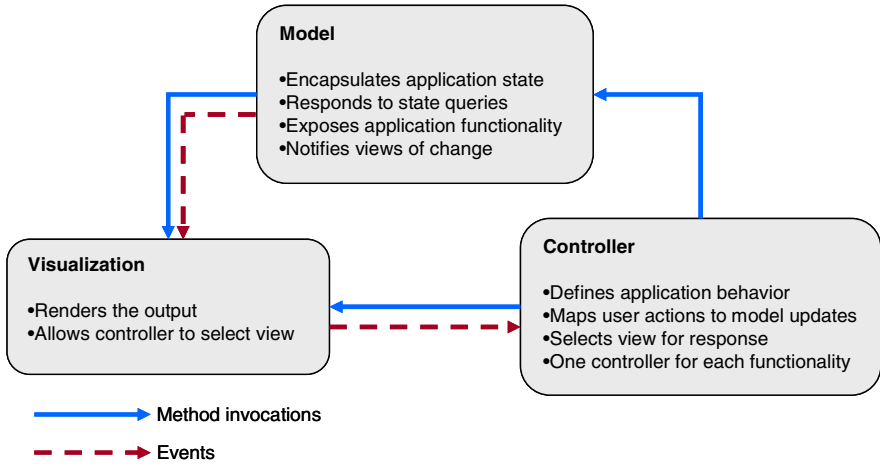 Model
•Encapsulates application state
•Responds to state queries
•Exposes application functionality
•Notifies views of change
Visualization
•Renders the output
•Allows controller to select view
Controller
•Defines application behavior
•Maps user actions to model updates
•Selects view for response
•One controller for each functionality
Method invocations
Events